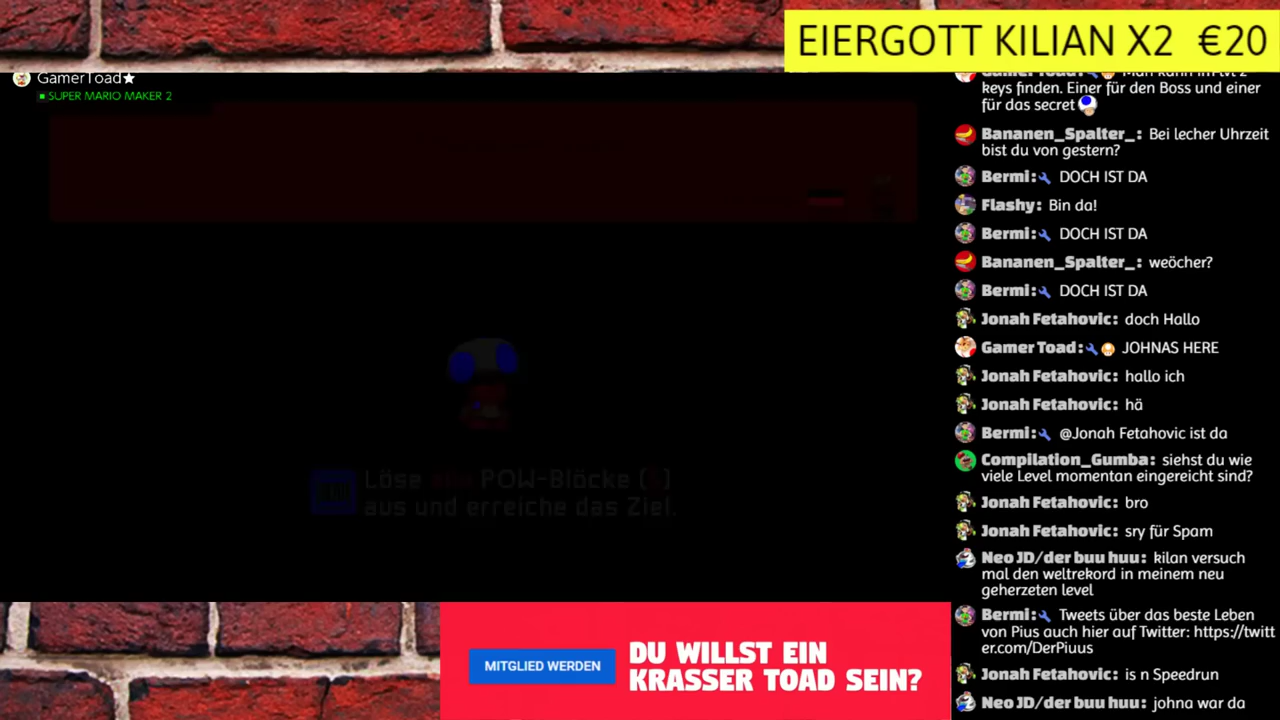 EIERGOTT KILIAN X2 €20
GamerToad★
SUPER MARIO MAKER 2
keys finden. Einer für den Boss und einer
für das secret
Bananen_Spalter_: Bei lecher Uhrzeit
bist du von gestern?
Bermi: DOCH IST DA
Flashy: Bin da!
Bermi: DOCH IST DA
Bananen_Spalter_: weöcher?
Bermi: DOCH IST DA
Jonah Fetahovic: doch Hallo
Gamer Toad: JOHNAS HERE
Jonah Fetahovic: hallo ich
Jonah Fetahovic: hä
Bermi: @Jonah Fetahovic ist da
Compilation_Gumba: siehst du wie
viele Level momentan eingereicht sind?
Jonah Fetahovic: bro
Jonah Fetahovic: sry für Spam
Neo JD/der buu huu: kilan versuch
mal den weltrekord in meinem neu
geherzeten level
Bermi: Tweets über das beste Leben
von Pius auch hier auf Twitter: https://twitt
er.com/DerPiuus
Jonah Fetahovic: is n Speedrun
Neo JD/der buu huu: johna war da
Löse POW-Blöcke
aus und erreiche das Ziel.
MITGLIED WERDEN
DU WILLST EIN
KRASSER TOAD SEIN?